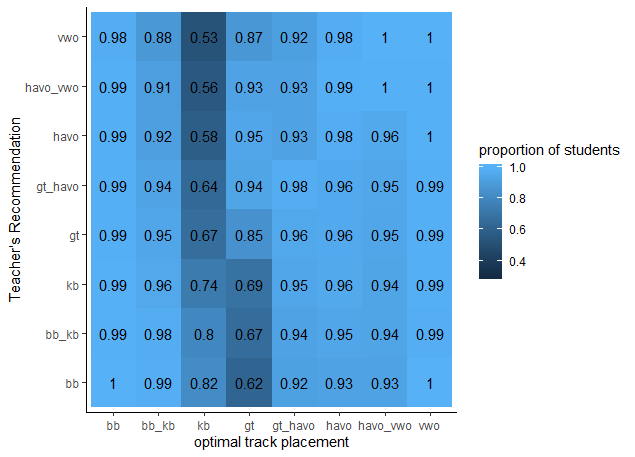 Teacher's Recommendation
vwo 0.98 0.88 0.53 0.87 0.92 0.98 1 1
havo_vwo 0.99 0.91 0.56 0.93 0.93 0.99 1 1
havo 0.99 0.92 0.58 0.95 0.93 0.98 0.96 1
gt_havo 0.99 0.94 0.64 0.94 0.98 0.96 0.95 0.99
gt 0.99 0.95 0.67 0.85 0.96 0.96 0.95 0.99
kb 0.99 0.96 0.74 0.69 0.95 0.96 0.94 0.99
bb_kb 0.99 0.98 0.8 0.67 0.94 0.95 0.94 0.99
bb 1 0.99 0.82 0.62 0.92 0.93 0.93 1
bb bb_kb kb gt gt_havo havo havo_vwo vwo
optimal track placement
proportion of students
1.0
0.8
0.6
0.4